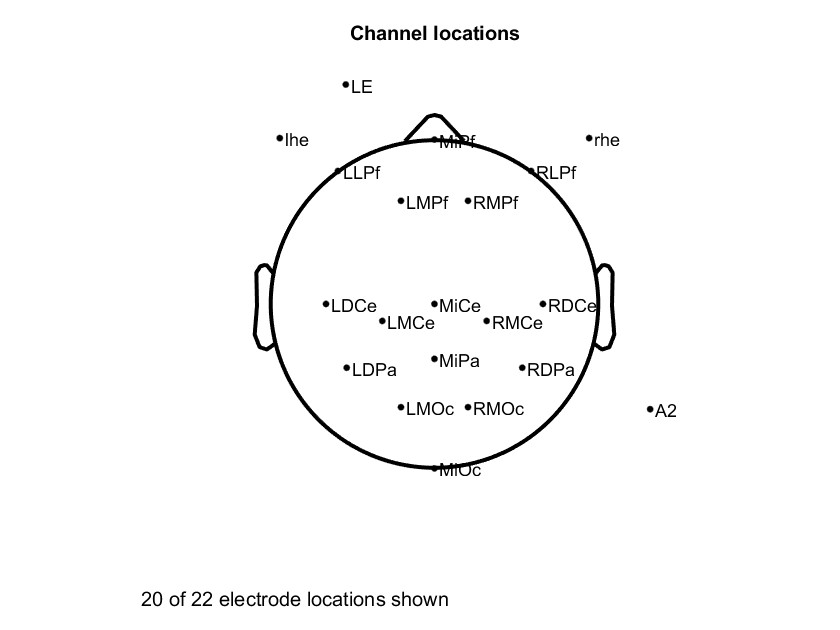 Channel locations
LE
lhe
MiPf
rhe
LLPf
RLPf
LMPf
RMPf
LDCe
MiCe
RDCe
LMCe
RMCe
MiPa
LDPa
RDPa
LMOc
RMOc
A2
MiOc
20 of 22 electrode locations shown